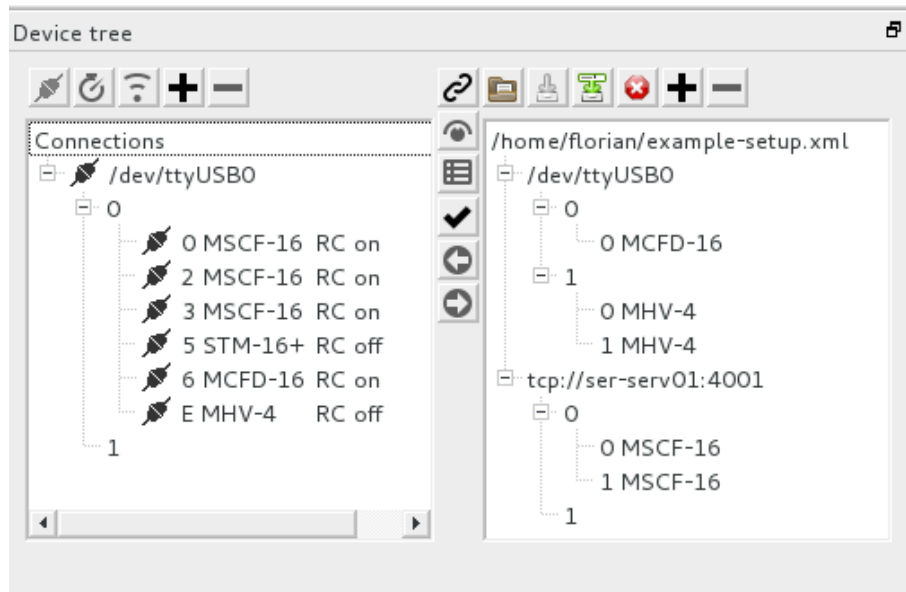 Device tree
Connections
/dev/ttyUSB0
0
0 MSCF-16 RC on
2 MSCF-16 RC on
3 MSCF-16 RC on
5 STM-16+ RC off
6 MCFD-16 RC on
E MHV-4 RC off
1
/home/florian/example-setup.xml
/dev/ttyUSB0
0
0 MCFD-16
1
0 MHV-4
1 MHV-4
tcp://ser-serv01:4001
0
0 MSCF-16
1 MSCF-16
1